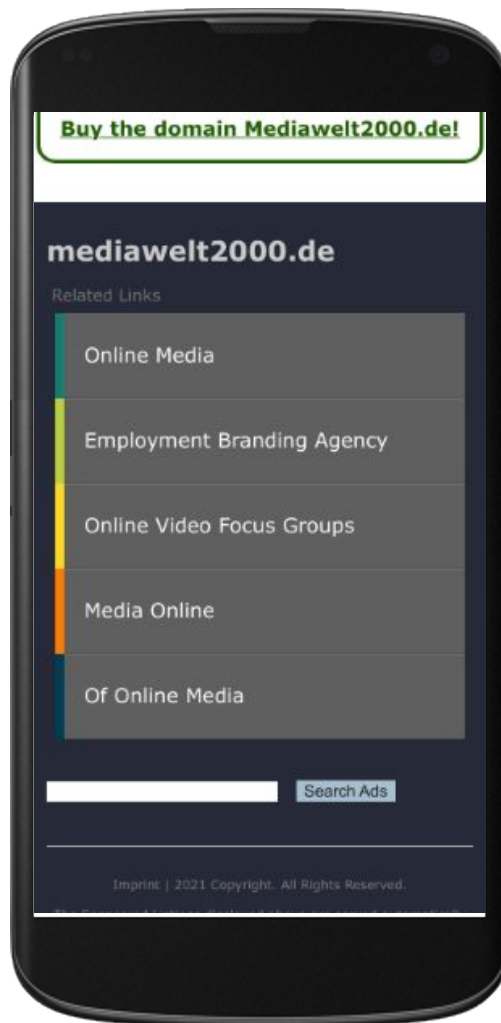 Buy the domain Mediawelt2000.de!
mediawelt2000.de
Related Links
Online Media
Employment Branding Agency
Online Video Focus Groups
Media Online
Of Online Media
Search Ads
Imprint | 2021 Copyright. All Rights Reserved.